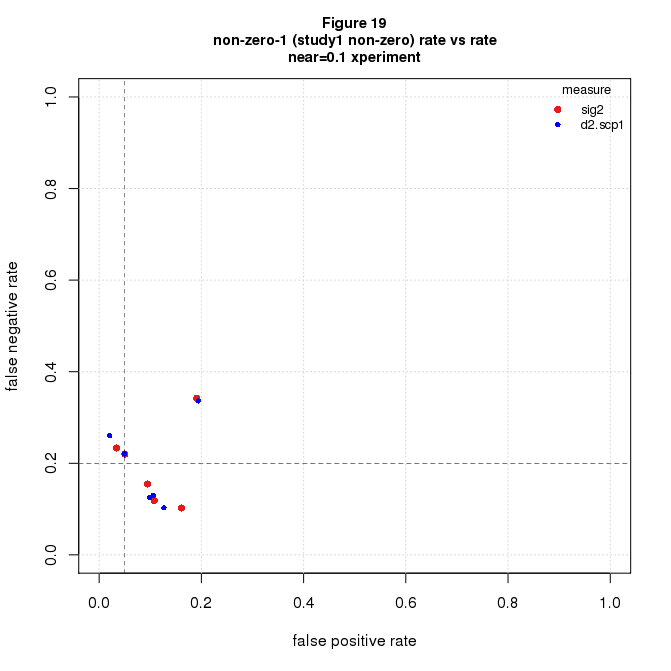 Figure 19
non-zero-1 (study1 non-zero) rate vs rate
near=0.1 xperiment
measure
sig2
d2.scp1
1.0
0.8
0.6
0.4
0.2
0.0
false negative rate
0.0 0.2 0.4 0.6 0.8 1.0
false positive rate